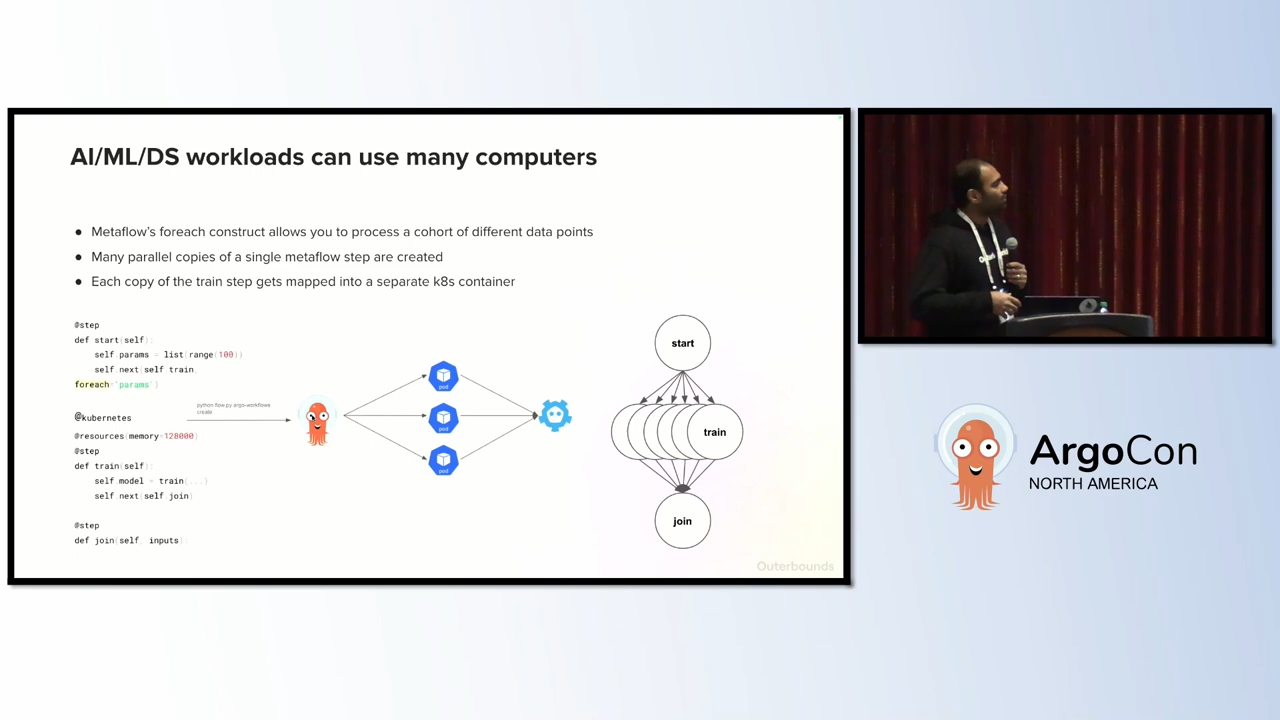 AI/ML/DS workloads can use many computers
● Metaflow's foreach construct allows you to process a cohort of different data points
● Many parallel copies of a single metaflow step are created
● Each copy of the train step gets mapped into a separate k8s container
@step
def start(self):
self.params = list(range(100))
self.next(self.train,
foreach='params')
@kubernetes
@resources(memory=128000)
@step
def train(self):
self.model = train(...)
self.next(self.join)
@step
def join(self, inputs):
python flow.py argo-workflows
create
pod
pod
pod
start
train
join
Outerbounds
ArgoCon
NORTH AMERICA